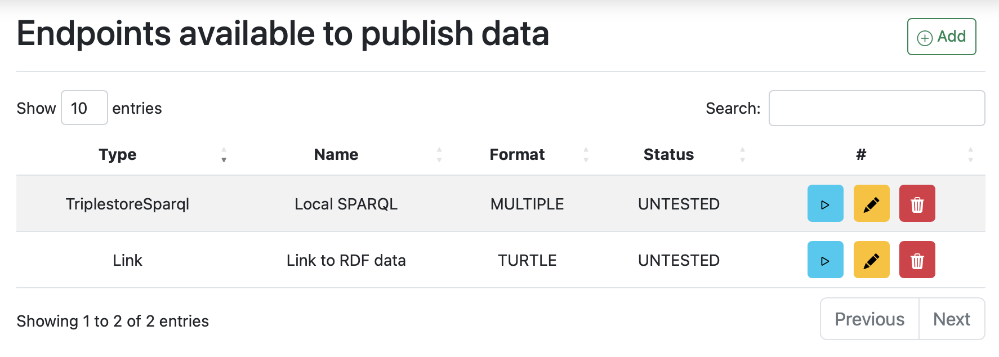 Endpoints available to publish data
Add
Show 10 entries
Search:
Type Name Format Status #
TriplestoreSparql Local SPARQL MULTIPLE UNTESTED
Link Link to RDF data TURTLE UNTESTED
Showing 1 to 2 of 2 entries
Previous Next